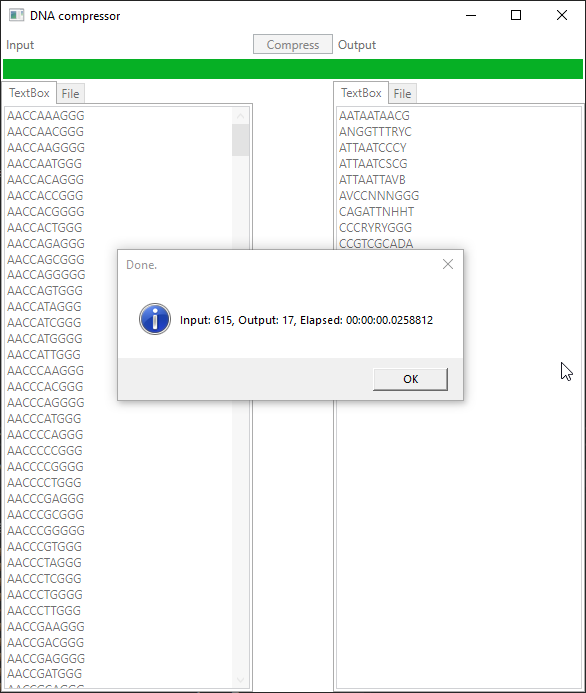 DNA compressor
Input
Compress
Output
TextBox
File
AACCAAAGGG
AACCAACGGG
AACCAAGGGG
AACCAATGGG
AACCACAGGG
AACCACCGGG
AACCACGGGG
AACCACTGGG
AACCAGAGGG
AACCAGCGGG
AACCAGGGGG
AACCAGTGGG
AACCATAGGG
AACCATCGGG
AACCATGGGG
AACCATTGGG
AACCCAAGGG
AACCCACGGG
AACCCAGGGG
AACCCATGGG
AACCCCAGGG
AACCCCCGGG
AACCCCGGGG
AACCCCTGGG
AACCCGAGGG
AACCCGCGGG
AACCCGGGGG
AACCCGTGGG
AACCCTAGGG
AACCCTCGGG
AACCCTGGGG
AACCCTTGGG
AACCGAAGGG
AACCGACGGG
AACCGAGGGG
AACCGATGGG
TextBox
File
AATAATAACG
ANGGTTTRYC
ATTAATCCCY
ATTAATCSCG
ATTAATTAVB
AVCCNNNGGG
CAGATTNHHT
CCCRYRYGGG
CCGTCGCADA
Done.
Input: 615, Output: 17, Elapsed: 00:00:00.0258812
OK